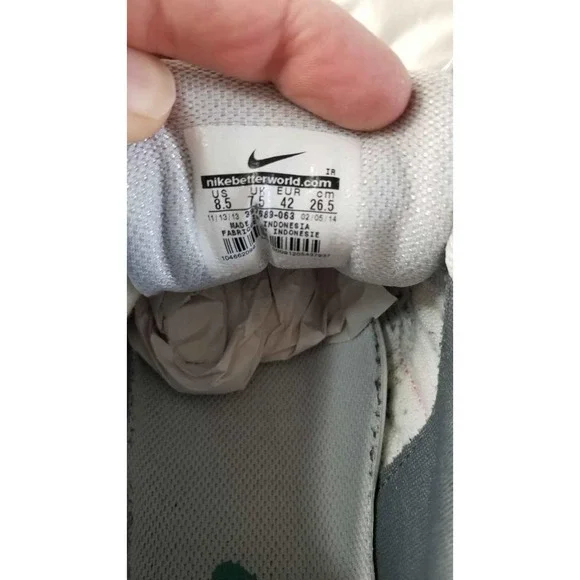 IR
nikebetterworld.com
US UK EUR cm
8.5 7.5 42 26.5
11/13/13 02/05/14
MADE INDONESIA
INDONESIE